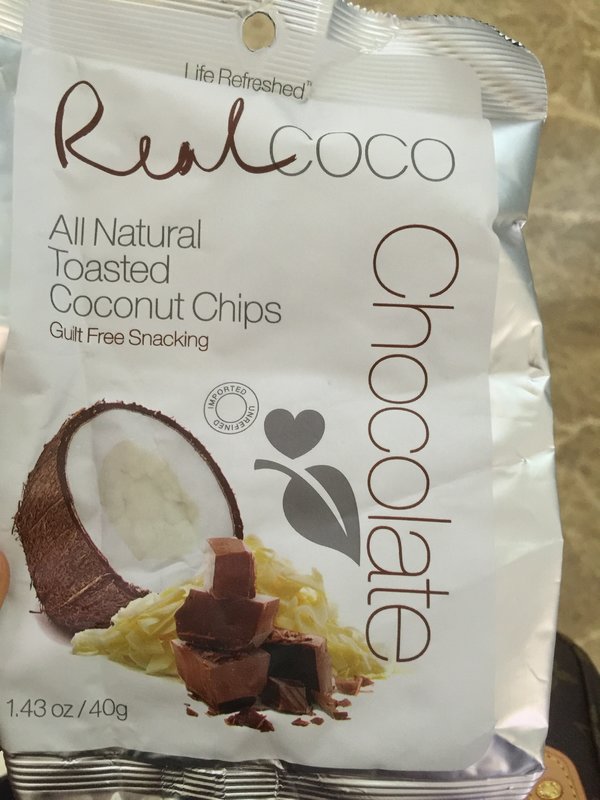 Life Refreshed™
Realcoco
All Natural
Toasted
Coconut Chips
Guilt Free Snacking
Chocolate
IMPORTED
UNREFINED
1.43 oz / 40g